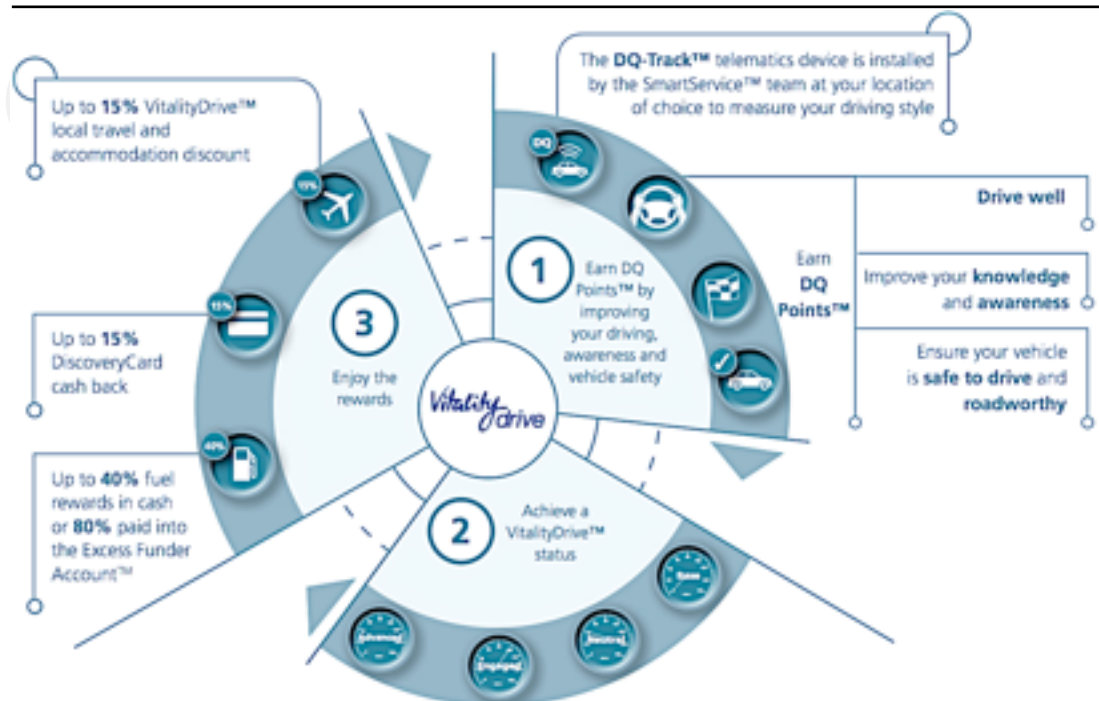 The DQ-Track™ telematics device is installed
by the SmartService™ team at your location
of choice to measure your driving style
DQ
1
Earn DQ
Points™ by
improving
your driving,
awareness and
vehicle safety
Earn
DQ
Points™
Drive well
Improve your knowledge
and awareness
Ensure your vehicle
is safe to drive and
roadworthy
2
Achieve a
VitalityDrive™
status
Neutral
Engaged
Advanced
3
Enjoy the
rewards
Up to 15% VitalityDrive™
local travel and
accommodation discount
15%
Up to 15%
DiscoveryCard
cash back
15%
Up to 40% fuel
rewards in cash
or 80% paid into
the Excess Funder
Account™
40%
Vitality
drive